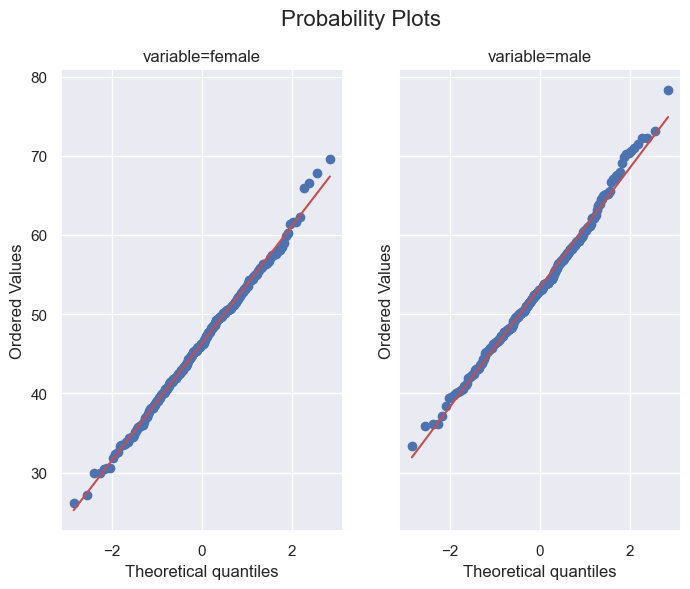 Probability Plots
variable=female
variable=male
80
70
60
50
40
30
Ordered Values
Ordered Values
−2
0
2
−2
0
2
Theoretical quantiles
Theoretical quantiles